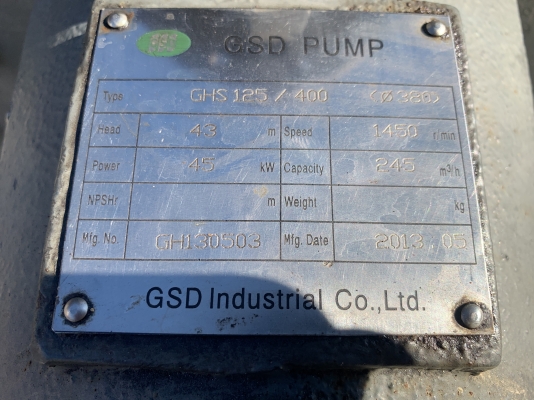 GSD PUMP
Type GHS 125 / 400 (Ø386)
Head 43 m Speed 1450 r/min
Power 45 kW Capacity 245 m³/h
NPSHr m Weight kg
Mfg. No. GH130503 Mfg. Date 2013. 05
GSD Industrial Co.,Ltd.